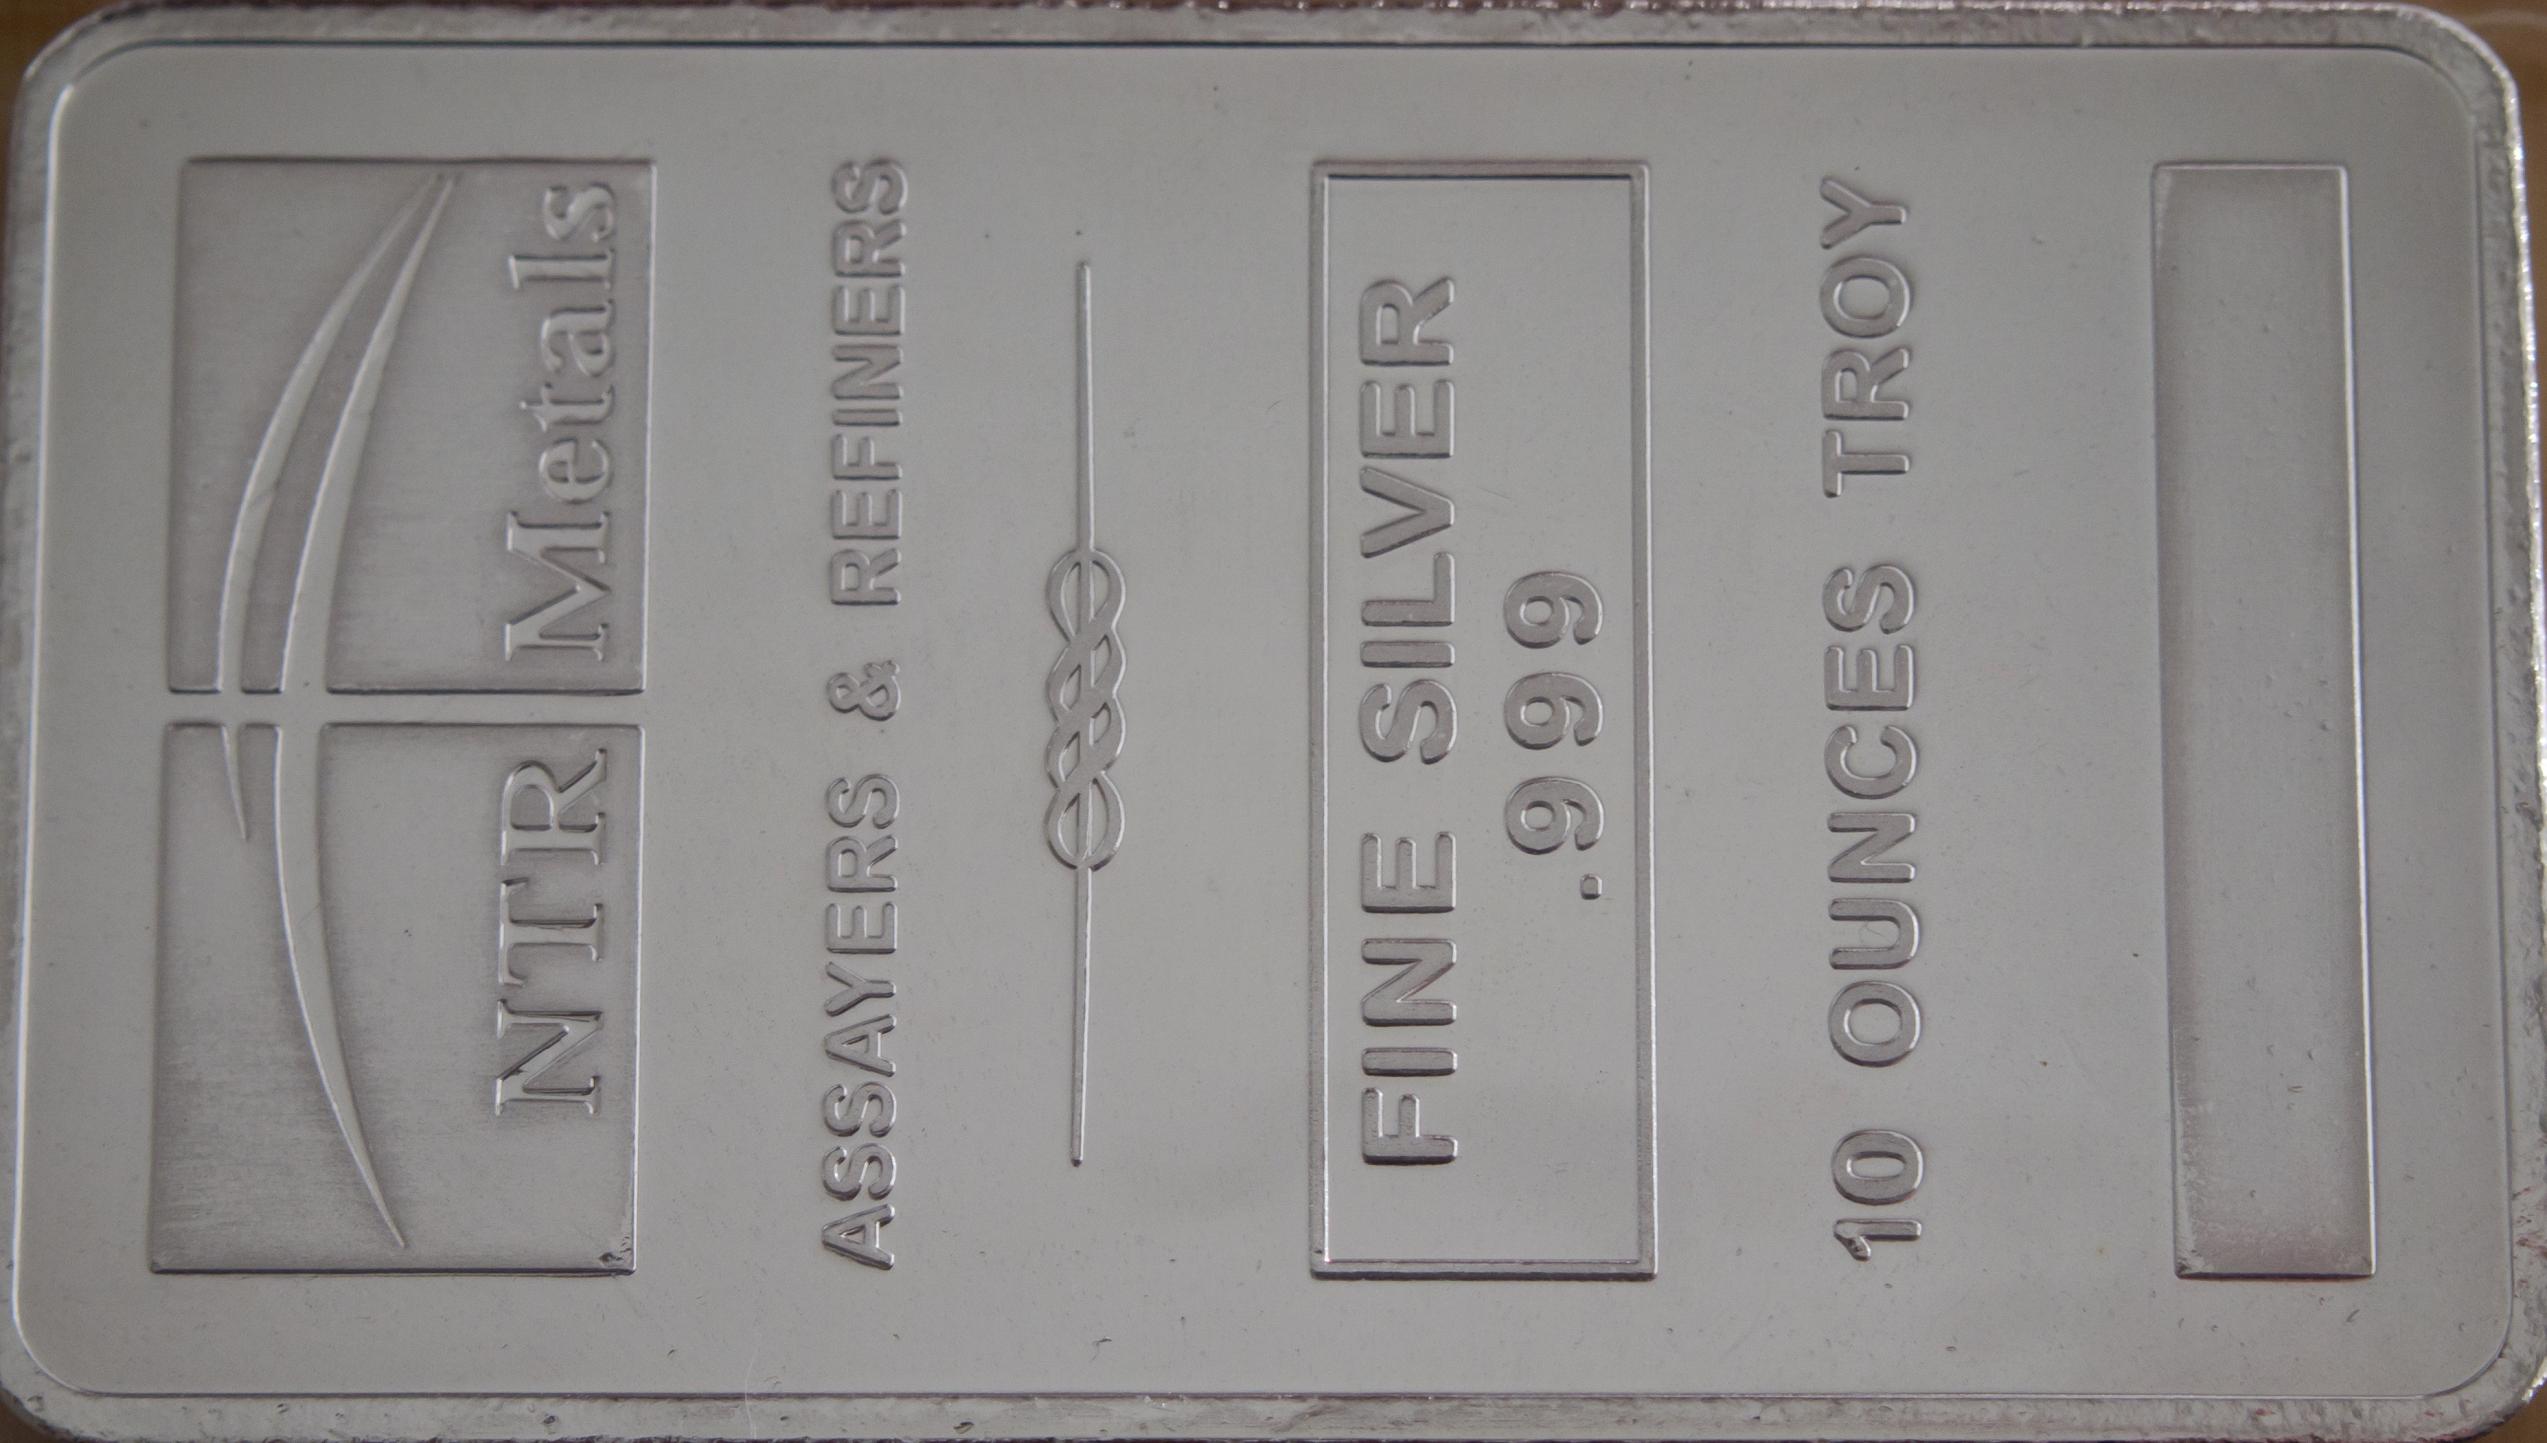 NTR Metals
ASSAYERS & REFINERS
FINE SILVER
.999
10 OUNCES TROY